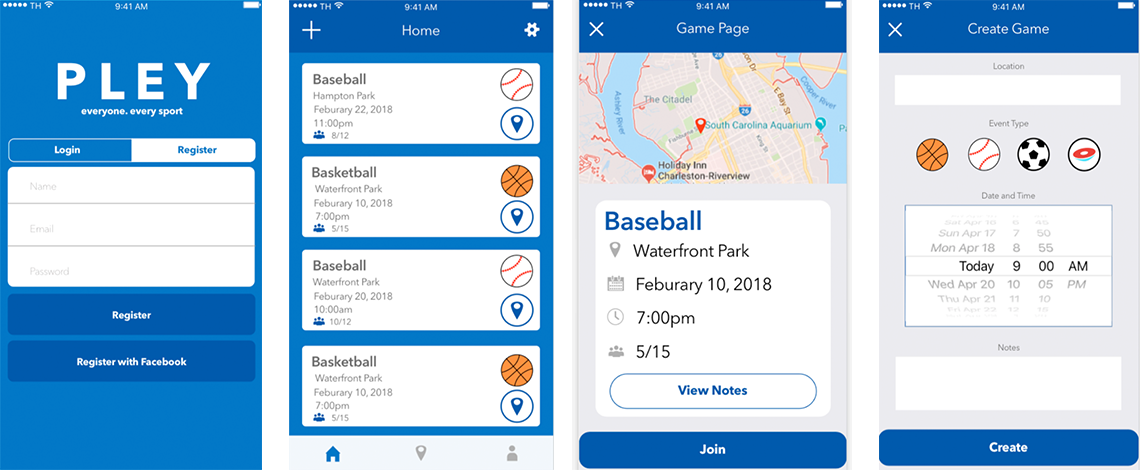 TH 9:41 AM
PLEY
everyone. every sport
Login Register
Name
Email
Password
Register
Register with Facebook
TH 9:41 AM
Home
Baseball
Hampton Park
Feburary 22, 2018
11:00pm
8/12
Basketball
Waterfront Park
Feburary 10, 2018
7:00pm
5/15
Baseball
Waterfront Park
Feburary 20, 2018
10:00am
10/12
Basketball
Waterfront Park
Feburary 10, 2018
7:00pm
5/15
TH 9:41 AM
Game Page
The Citadel
Ashley River
Cooper River
E Bay St
King St
26
26
South Carolina Aquarium
Holiday Inn
Charleston-Riverview
Baseball
Waterfront Park
Feburary 10, 2018
7:00pm
5/15
View Notes
Join
TH 9:41 AM
Create Game
Location
Event Type
Date and Time
Sat Apr 16 6 45
Sun Apr 17 7 50
Mon Apr 18 8 55
Today 9 00 AM
Wed Apr 20 10 05 PM
Thu Apr 21 11 10
Fri Apr 22 12 15
Notes
Create